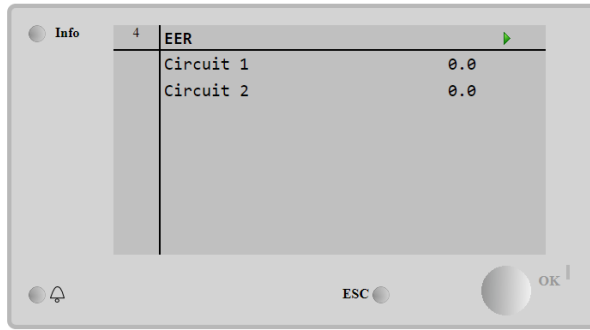 Info
4 EER
Circuit 1 0.0
Circuit 2 0.0
ESC
OK